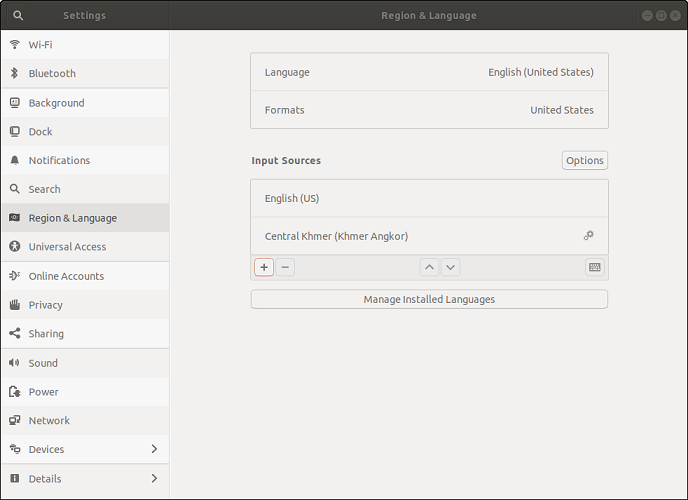 Settings
Region & Language
Wi-Fi
Bluetooth
Background
Dock
Notifications
Search
Region & Language
Universal Access
Online Accounts
Privacy
Sharing
Sound
Power
Network
Devices
Details
Language English (United States)
Formats United States
Input Sources Options
English (US)
Central Khmer (Khmer Angkor)
Manage Installed Languages